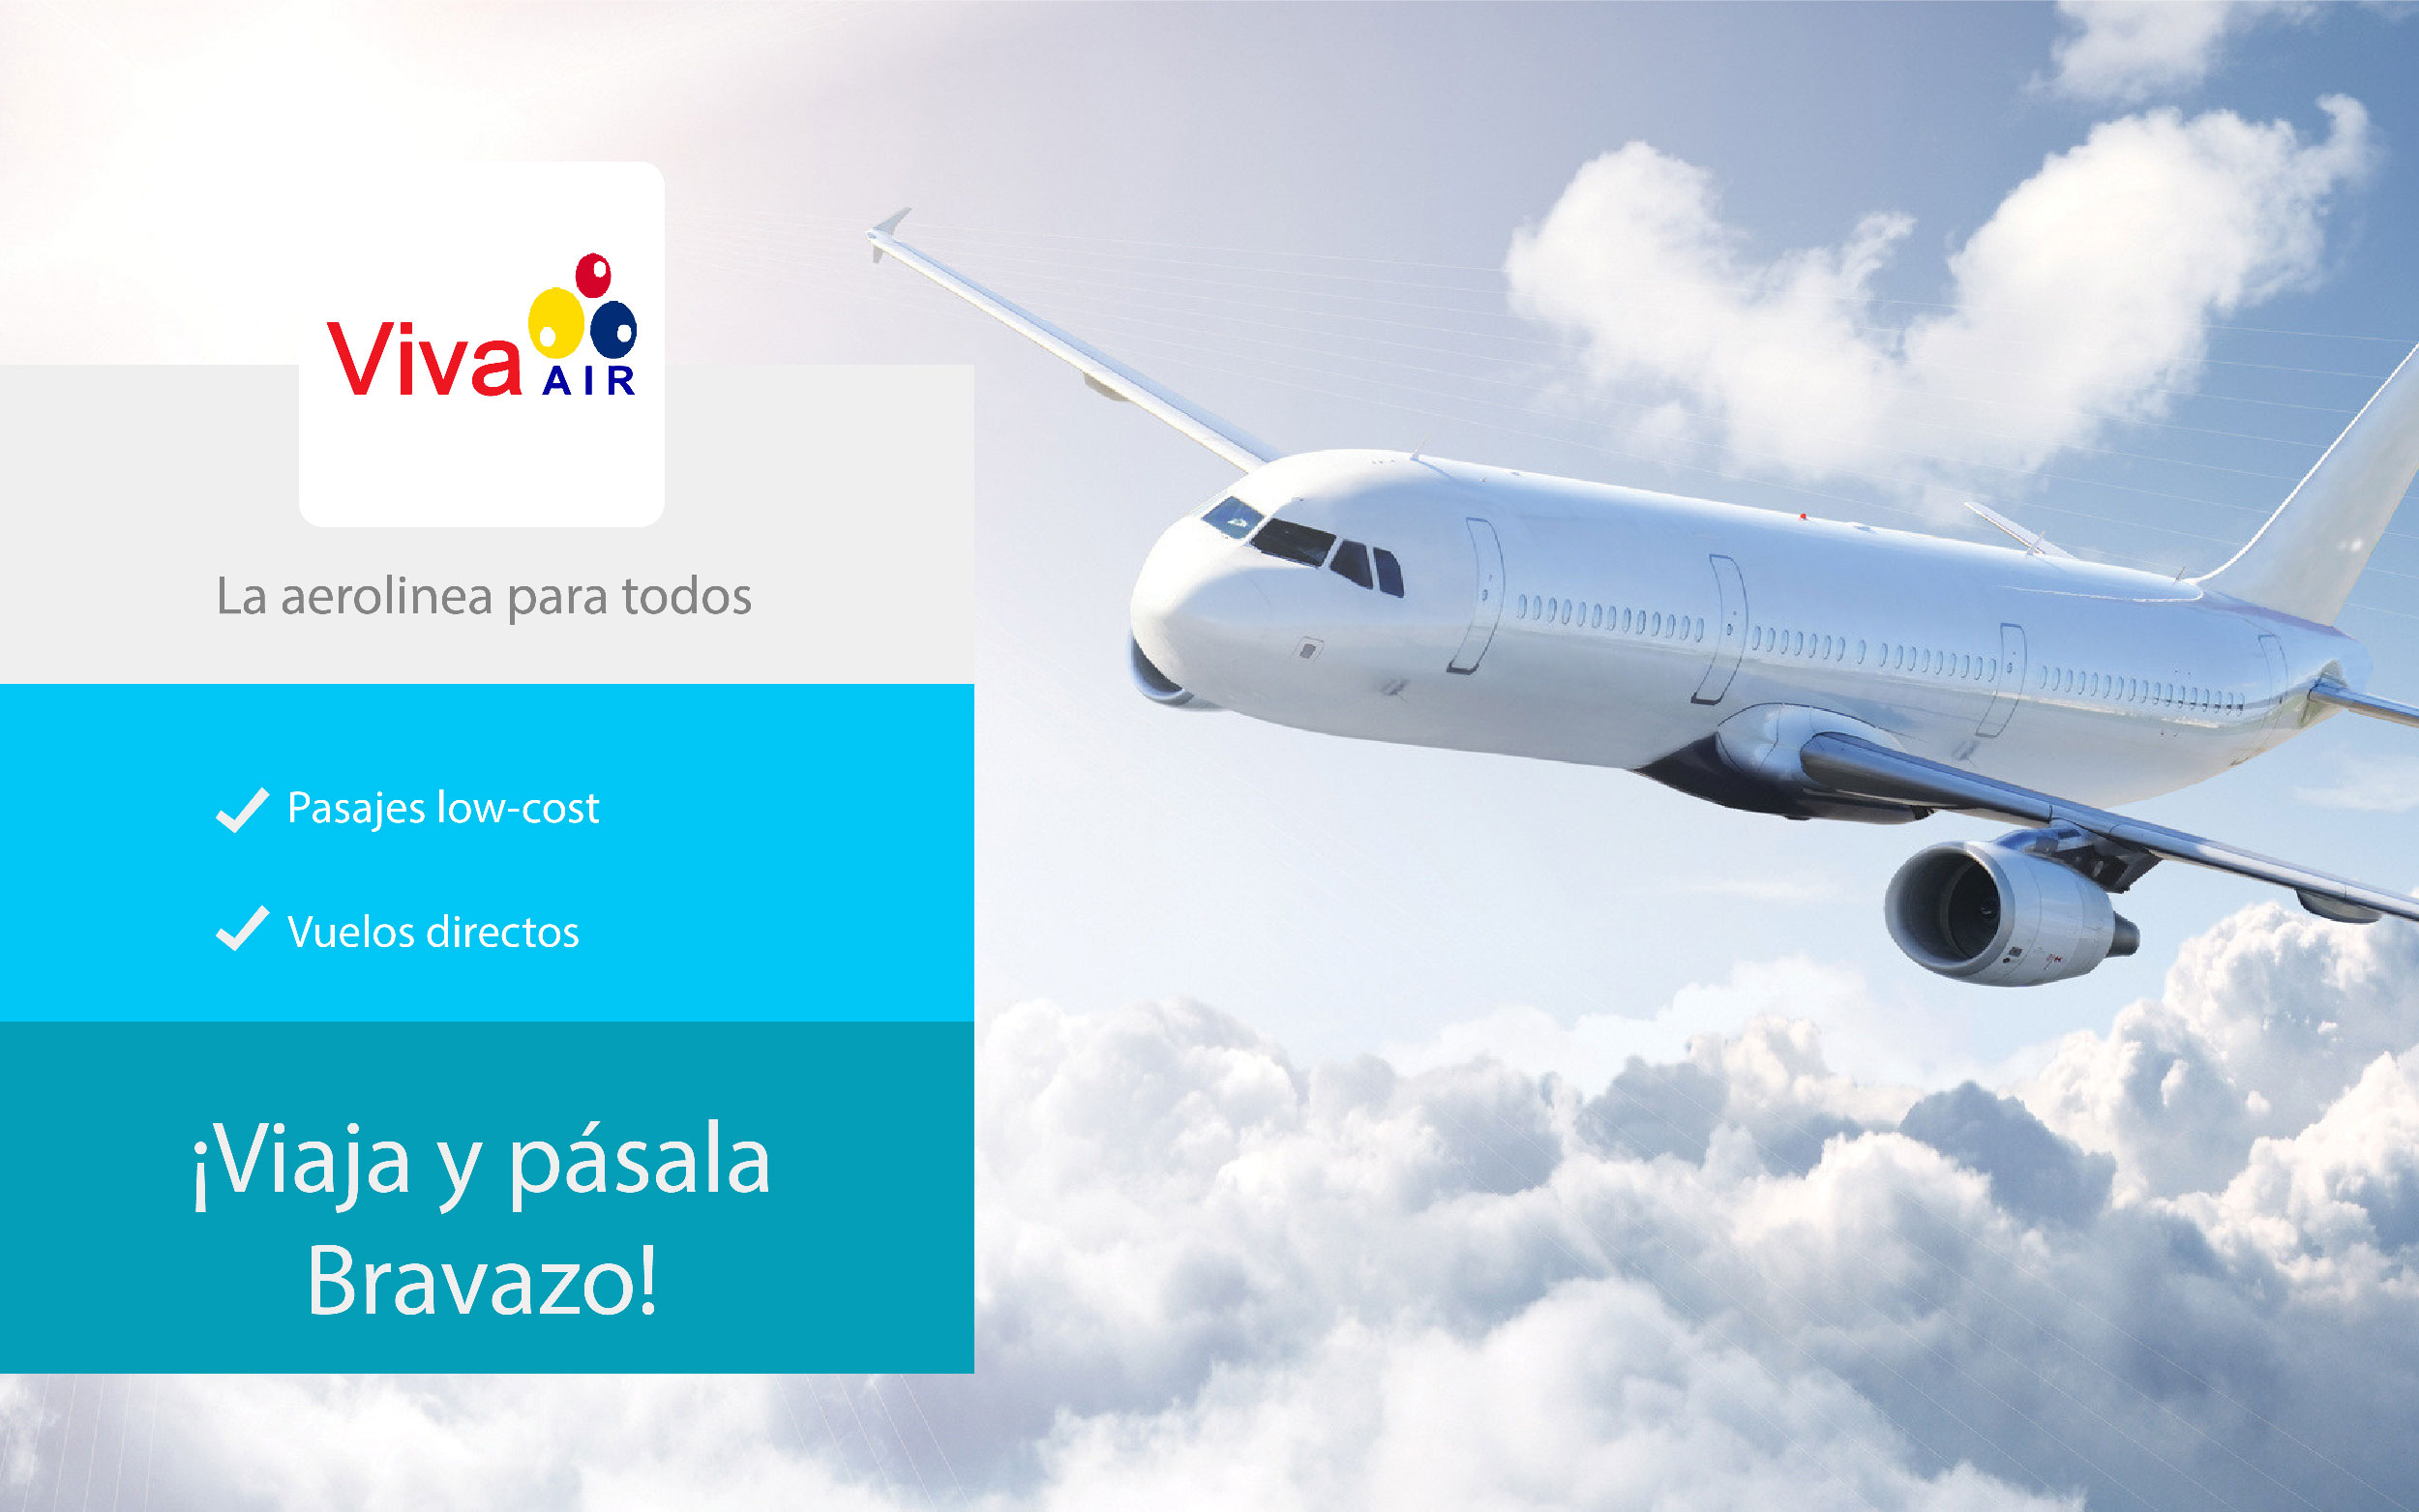 Viva
AIR
La aerolinea para todos
Pasajes low-cost
Vuelos directos
¡Viaja y pásala
Bravazo!